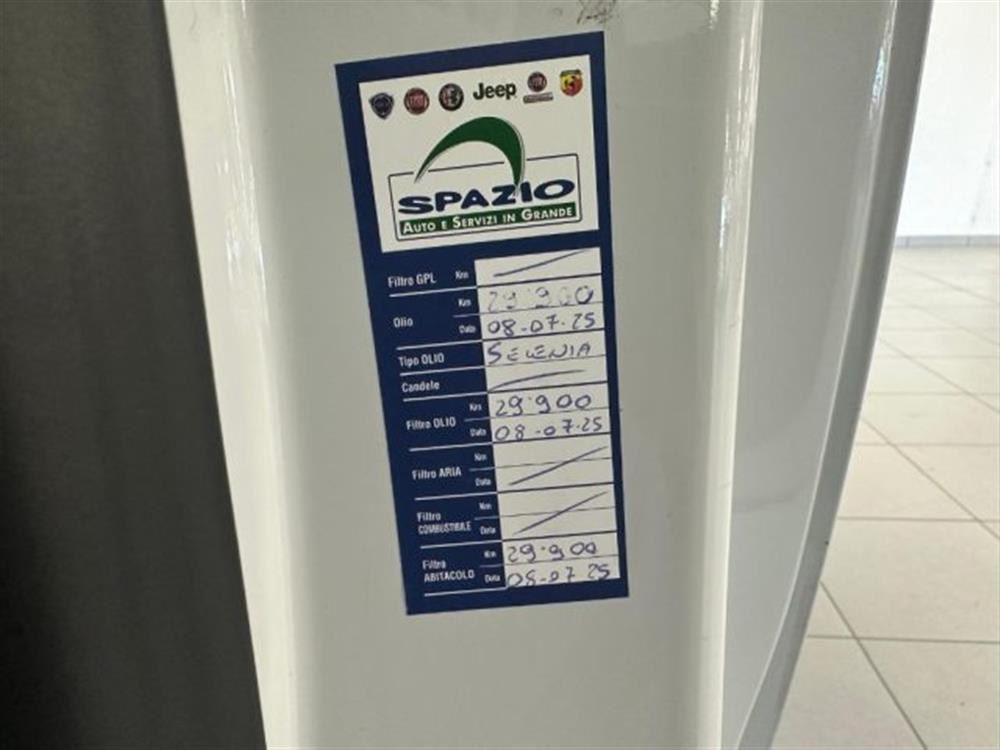 Jeep
SPAZIO
AUTO E SERVIZI IN GRANDE
Filtro GPL Km
Olio Km 29.900
Data 08-07-25
Tipo OLIO SELENIA
Candele
Filtro OLIO Km 29.900
Data 08-07-25
Filtro ARIA Km
Data
Filtro COMBUSTIBILE Km
Data
Filtro ABITACOLO Km 29.900
Data 08-07 25